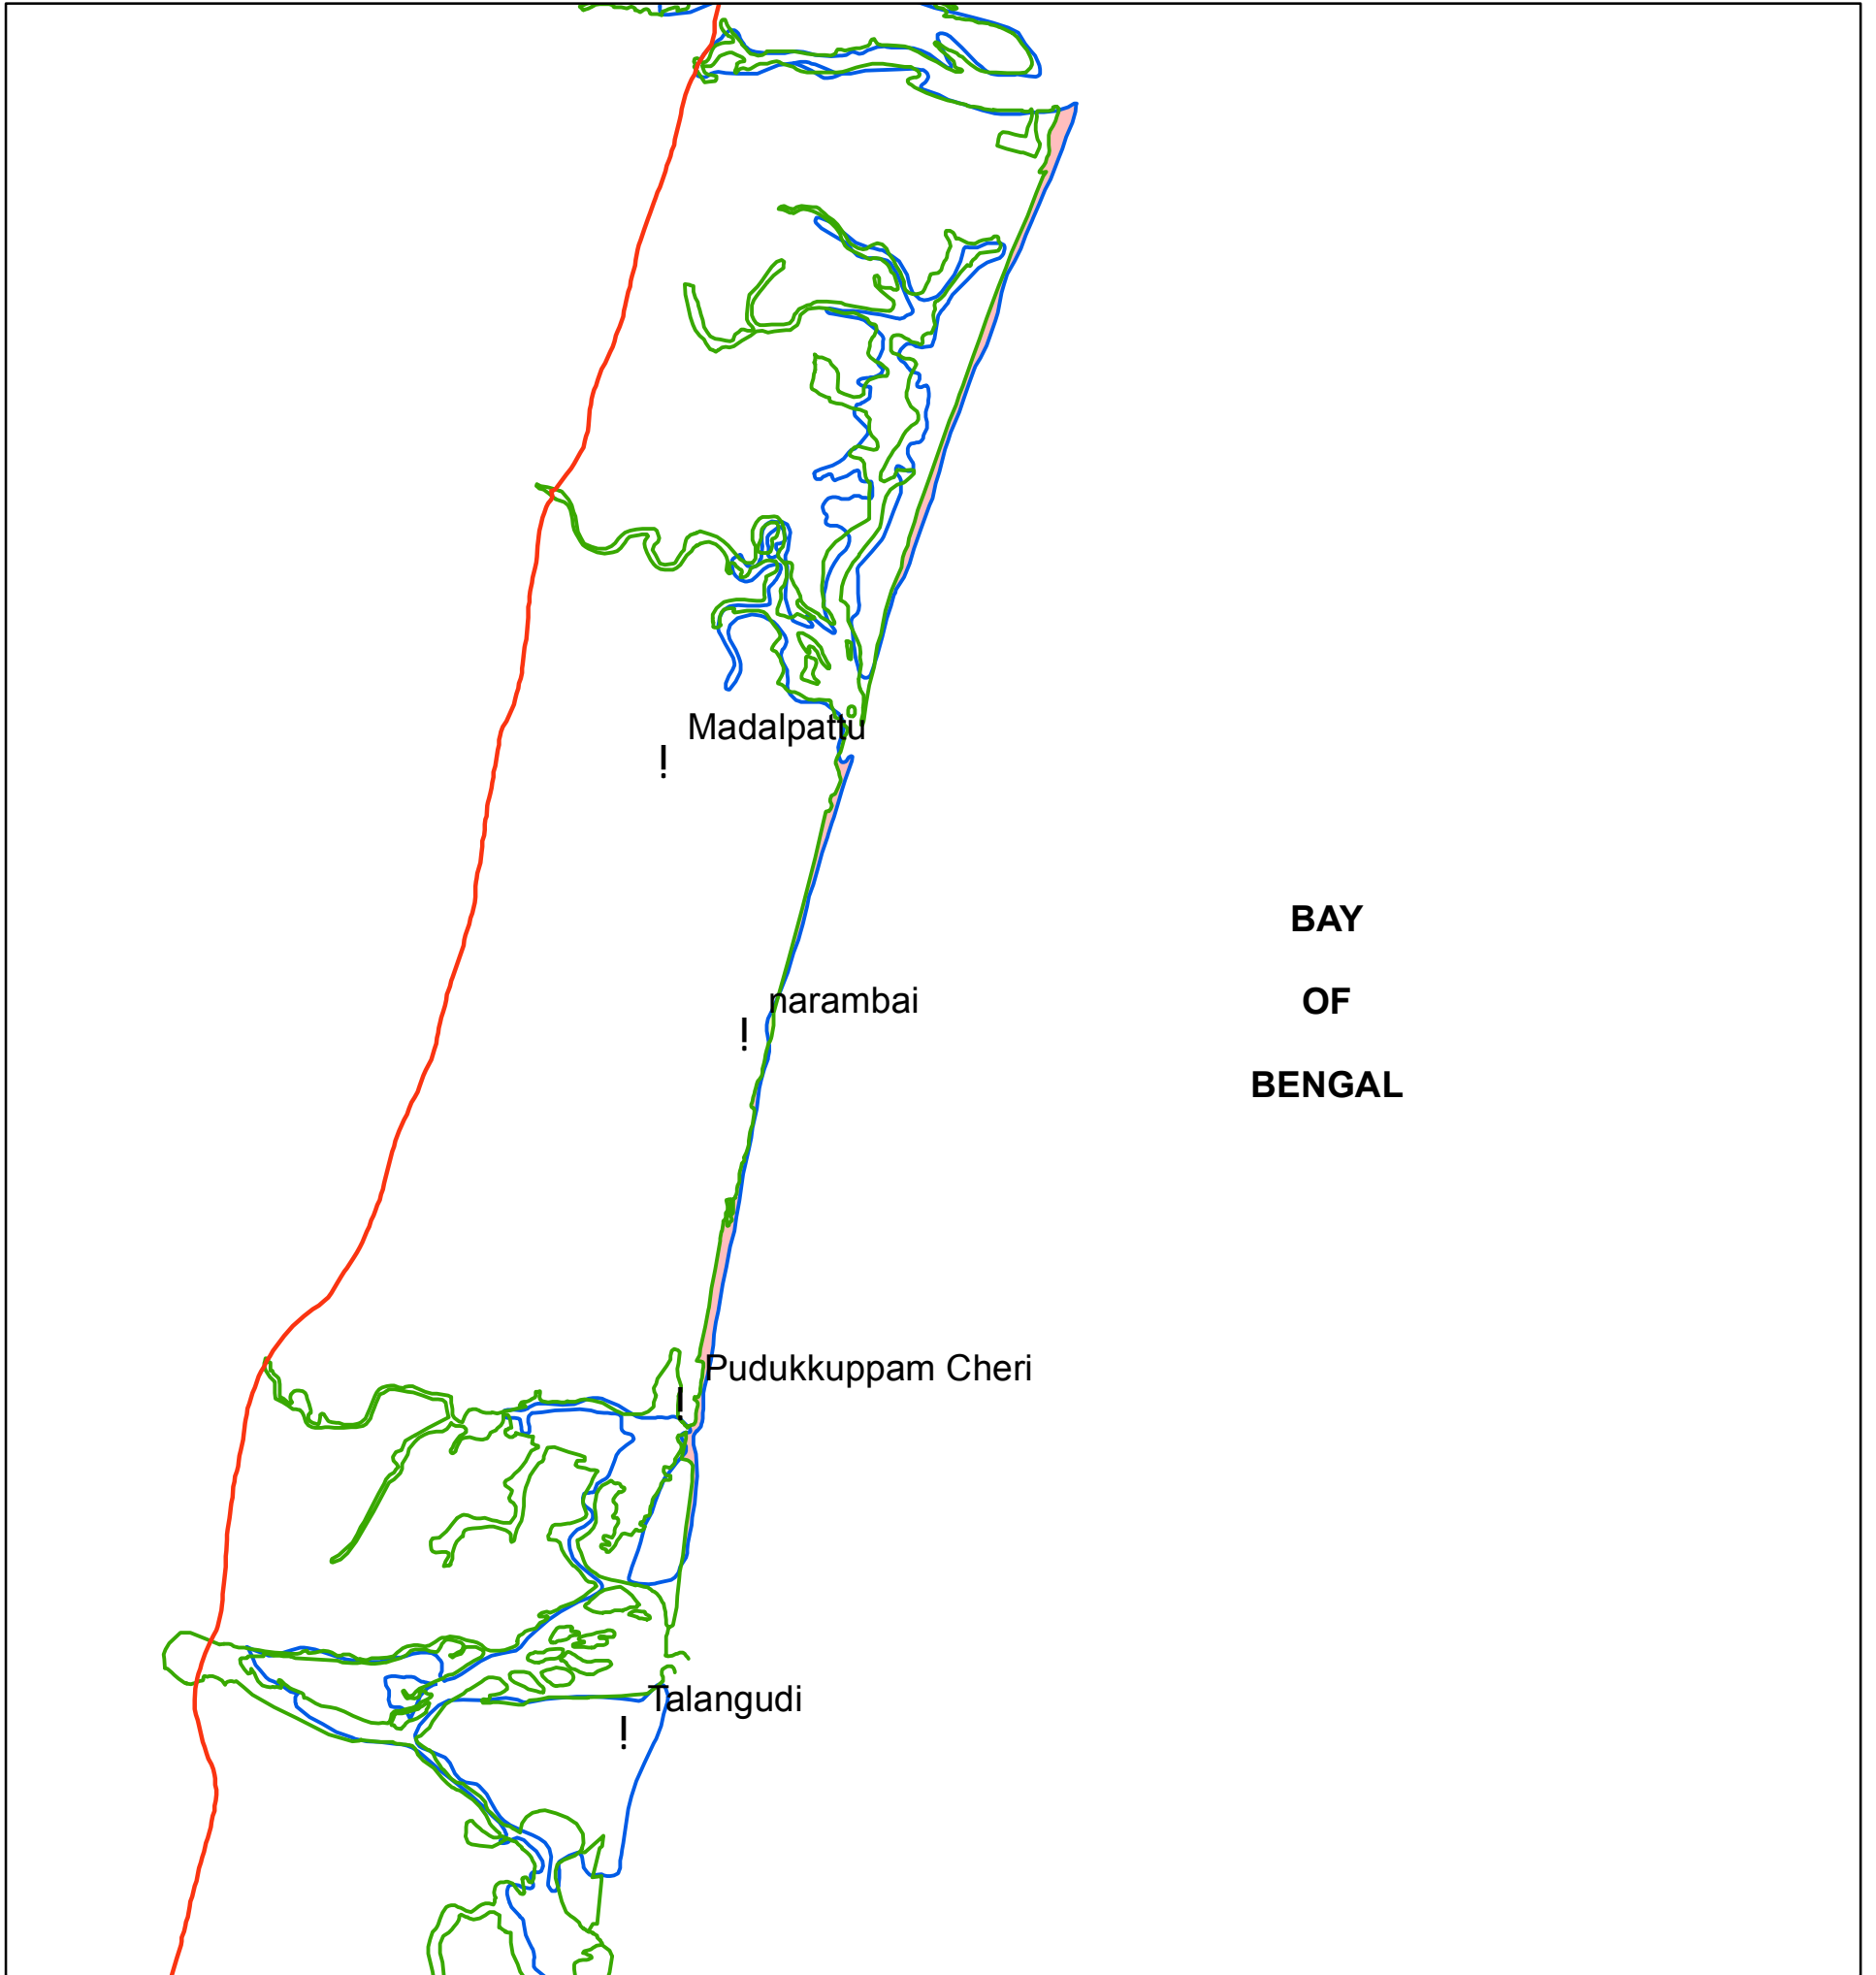 Madalpattu
!
BAY
narambai
OF
!
BENGAL
Pudukkuppam Cheri
!
Talangudi
!